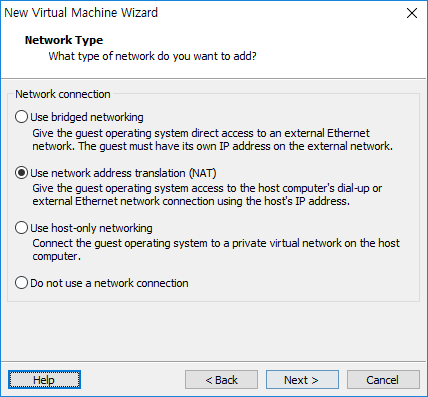 New Virtual Machine Wizard
Network Type
What type of network do you want to add?
Network connection
Use bridged networking
Give the guest operating system direct access to an external Ethernet
network. The guest must have its own IP address on the external network.
Use network address translation (NAT)
Give the guest operating system access to the host computer's dial-up or
external Ethernet network connection using the host's IP address.
Use host-only networking
Connect the guest operating system to a private virtual network on the host
computer.
Do not use a network connection
Help
< Back
Next >
Cancel